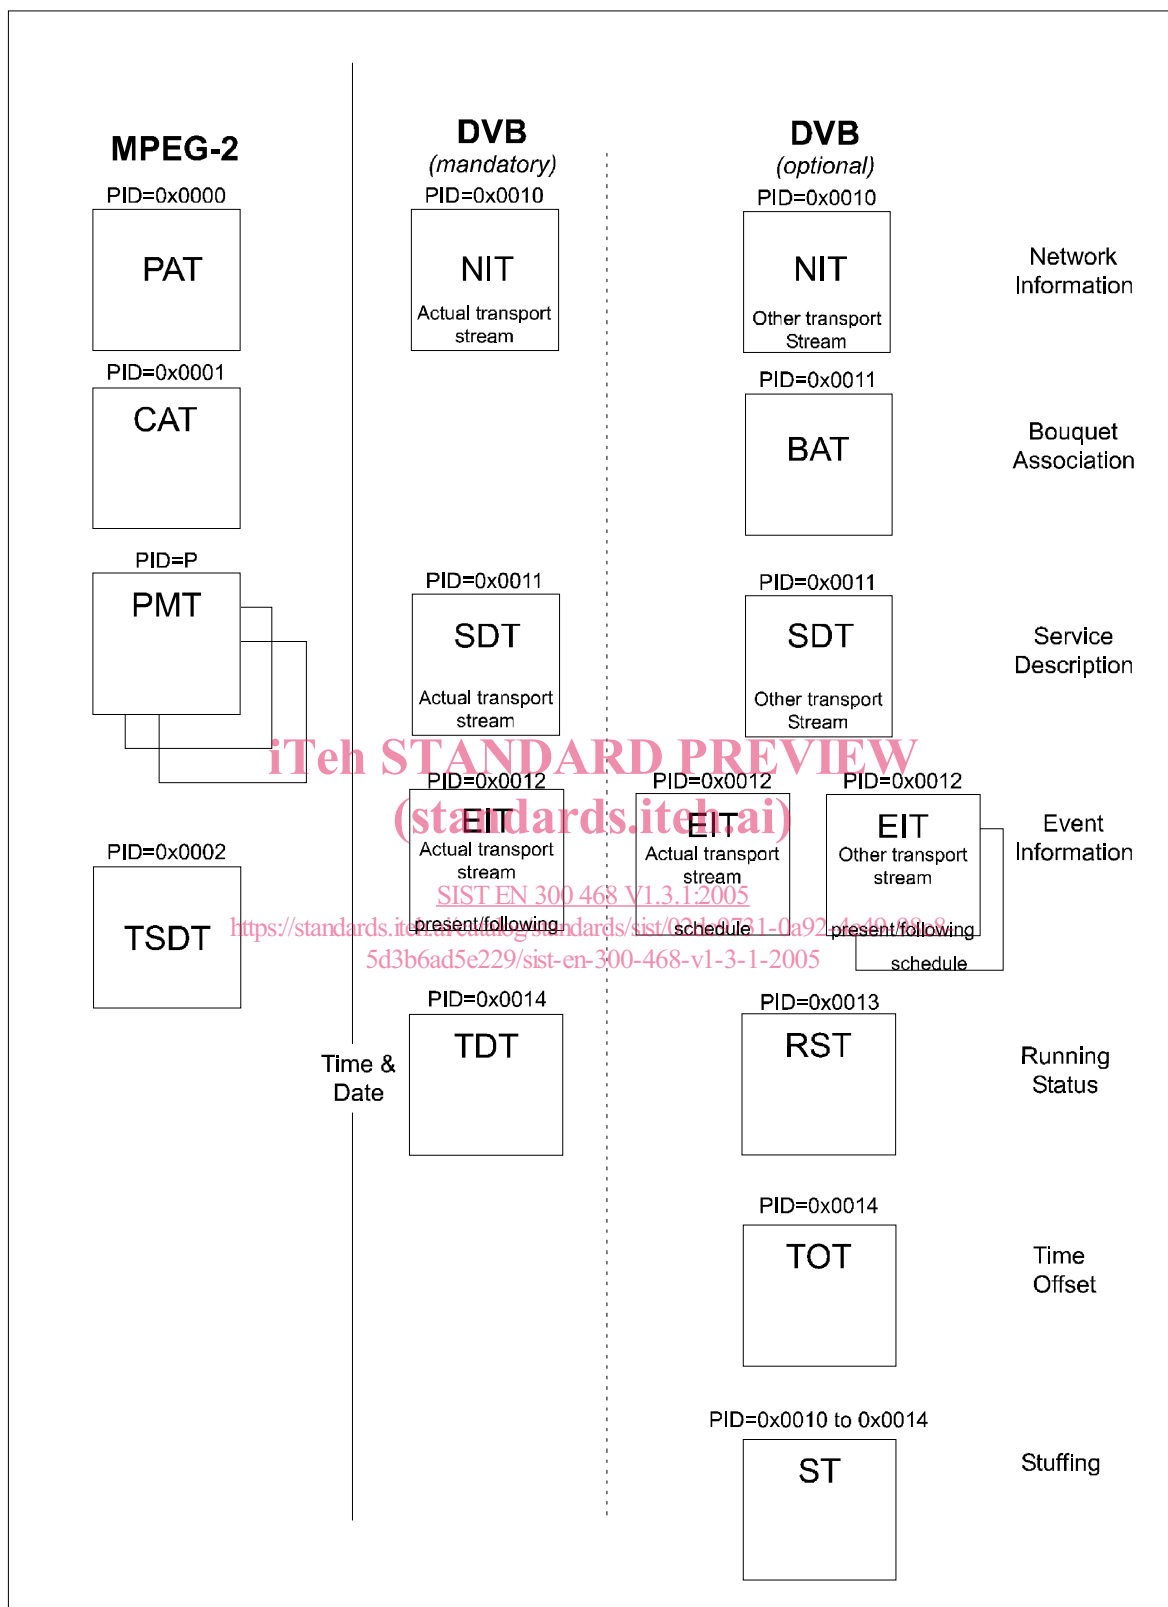 MPEG-2
DVB
(mandatory)
DVB
(optional)
PID=0x0000
PAT
PID=0x0010
NIT
Actual transport
stream
PID=0x0010
NIT
Other transport
Stream
Network
Information
PID=0x0001
CAT
PID=0x0011
BAT
Bouquet
Association
PID=P
PMT
PID=0x0011
SDT
Actual transport
stream
PID=0x0011
SDT
Other transport
Stream
Service
Description
iTeh STANDARD PREVIEW
(standards.iteh.ai)
PID=0x0012
EIT
Actual transport
stream
present/following
PID=0x0012
EIT
Actual transport
stream
schedule
PID=0x0012
EIT
Other transport
stream
present/following
schedule
Event
Information
SIST EN 300 468 V1.3.1:2005
5d3b6ad5e229/sist-en-300-468-v1-3-1-2005
PID=0x0002
TSDT
Time &
Date
PID=0x0014
TDT
PID=0x0013
RST
Running
Status
PID=0x0014
TOT
Time
Offset
PID=0x0010 to 0x0014
ST
Stuffing